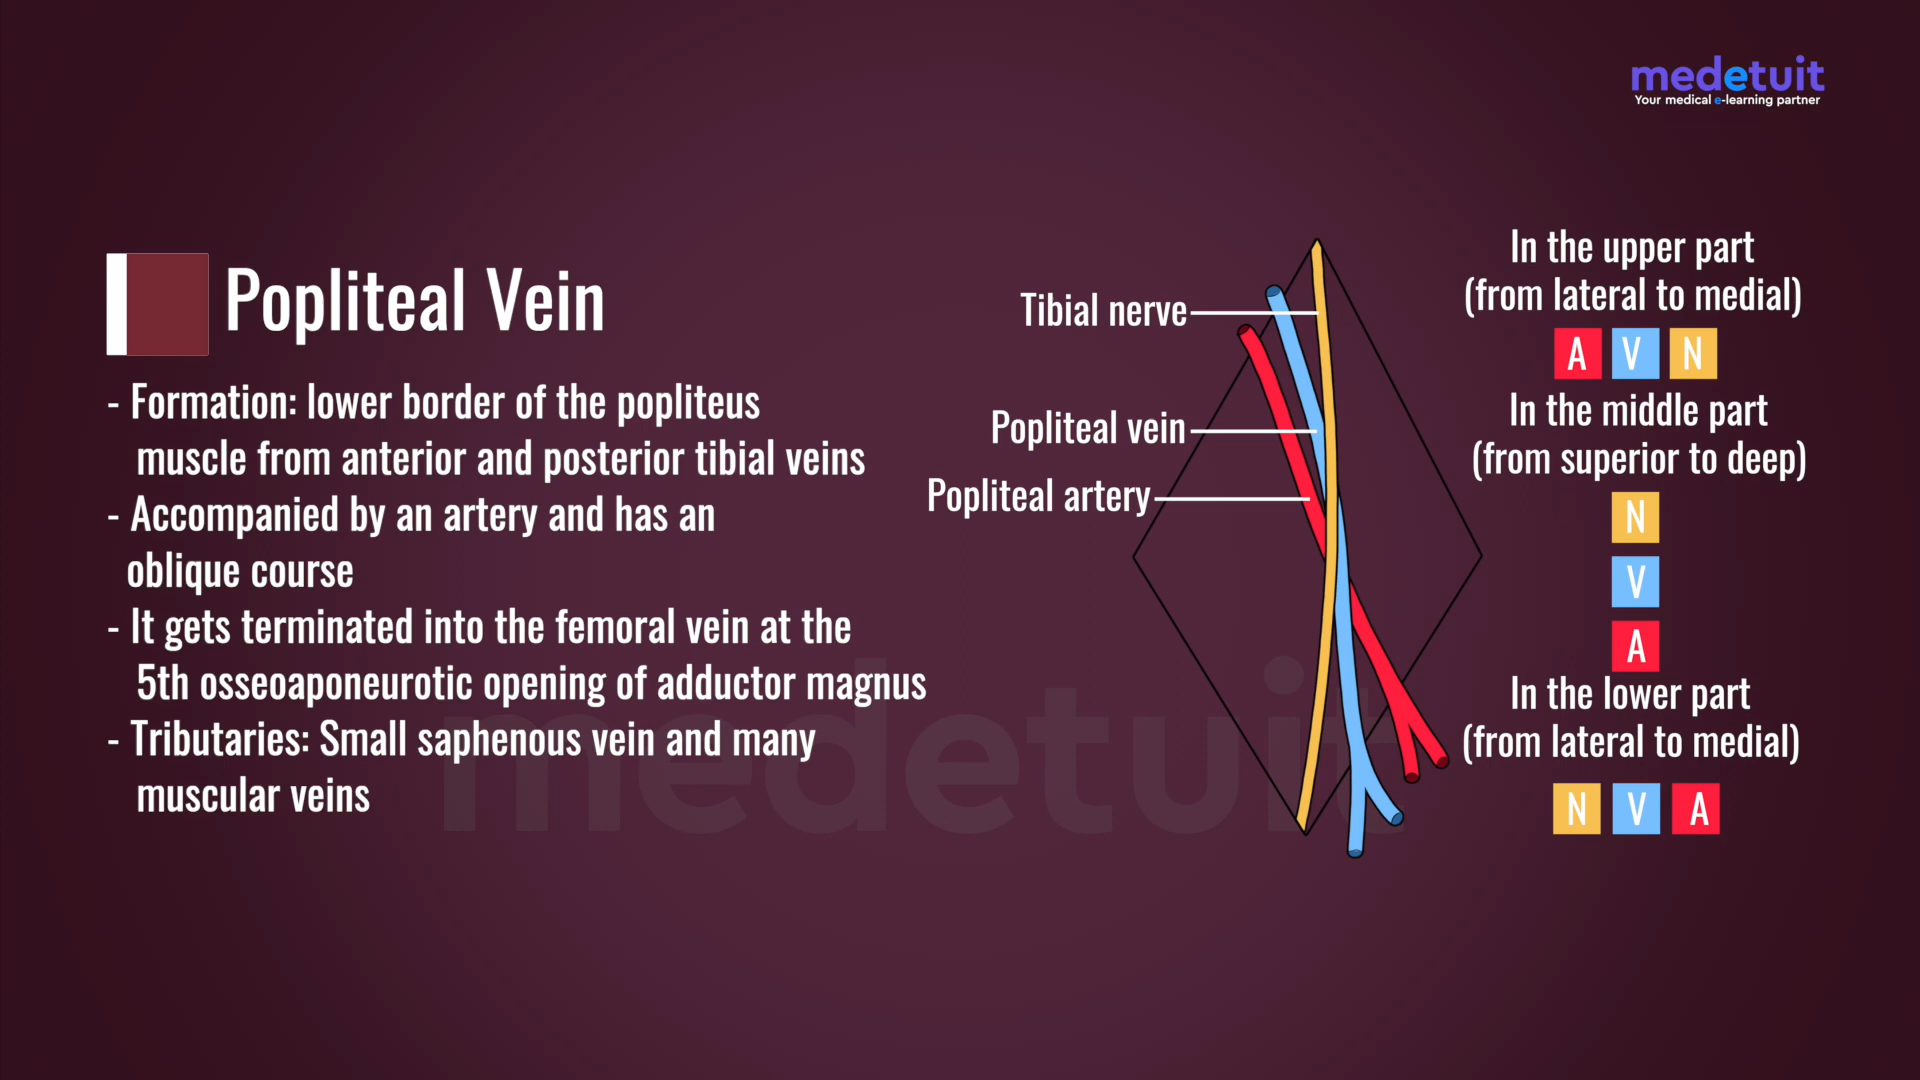 medetuit
Your medical e-learning partner
Popliteal Vein
- Formation: lower border of the popliteus
muscle from anterior and posterior tibial veins
- Accompanied by an artery and has an
oblique course
- It gets terminated into the femoral vein at the
5th osseoaponeurotic opening of adductor magnus
- Tributaries: Small saphenous vein and many
muscular veins
Tibial nerve
Popliteal vein
Popliteal artery
In the upper part
(from lateral to medial)
A V N
In the middle part
(from superior to deep)
N
V
A
In the lower part
(from lateral to medial)
N V A
medetuit